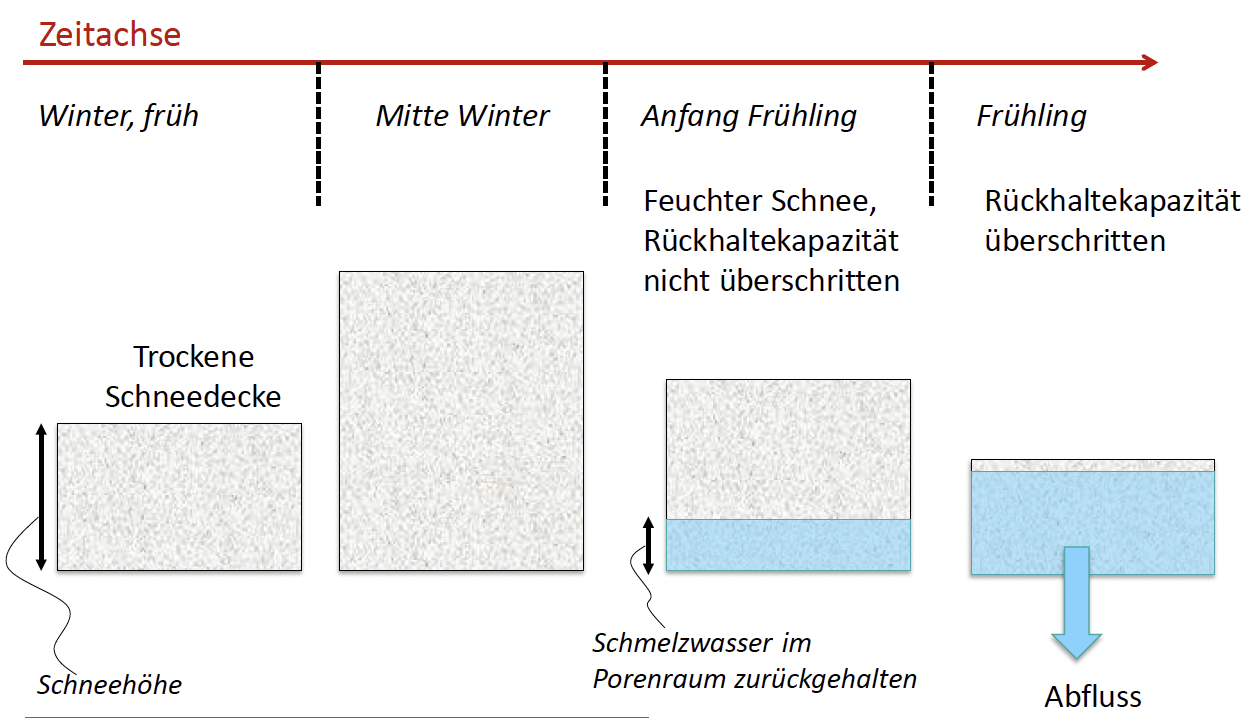 Zeitachse
Winter, früh
Mitte Winter
Anfang Frühling
Frühling
Feuchter Schnee,
Rückhaltekapazität
nicht überschritten
Rückhaltekapazität
überschritten
Trockene
Schneedecke
Schneehöhe
Schmelzwasser im
Porenraum zurückgehalten
Abfluss